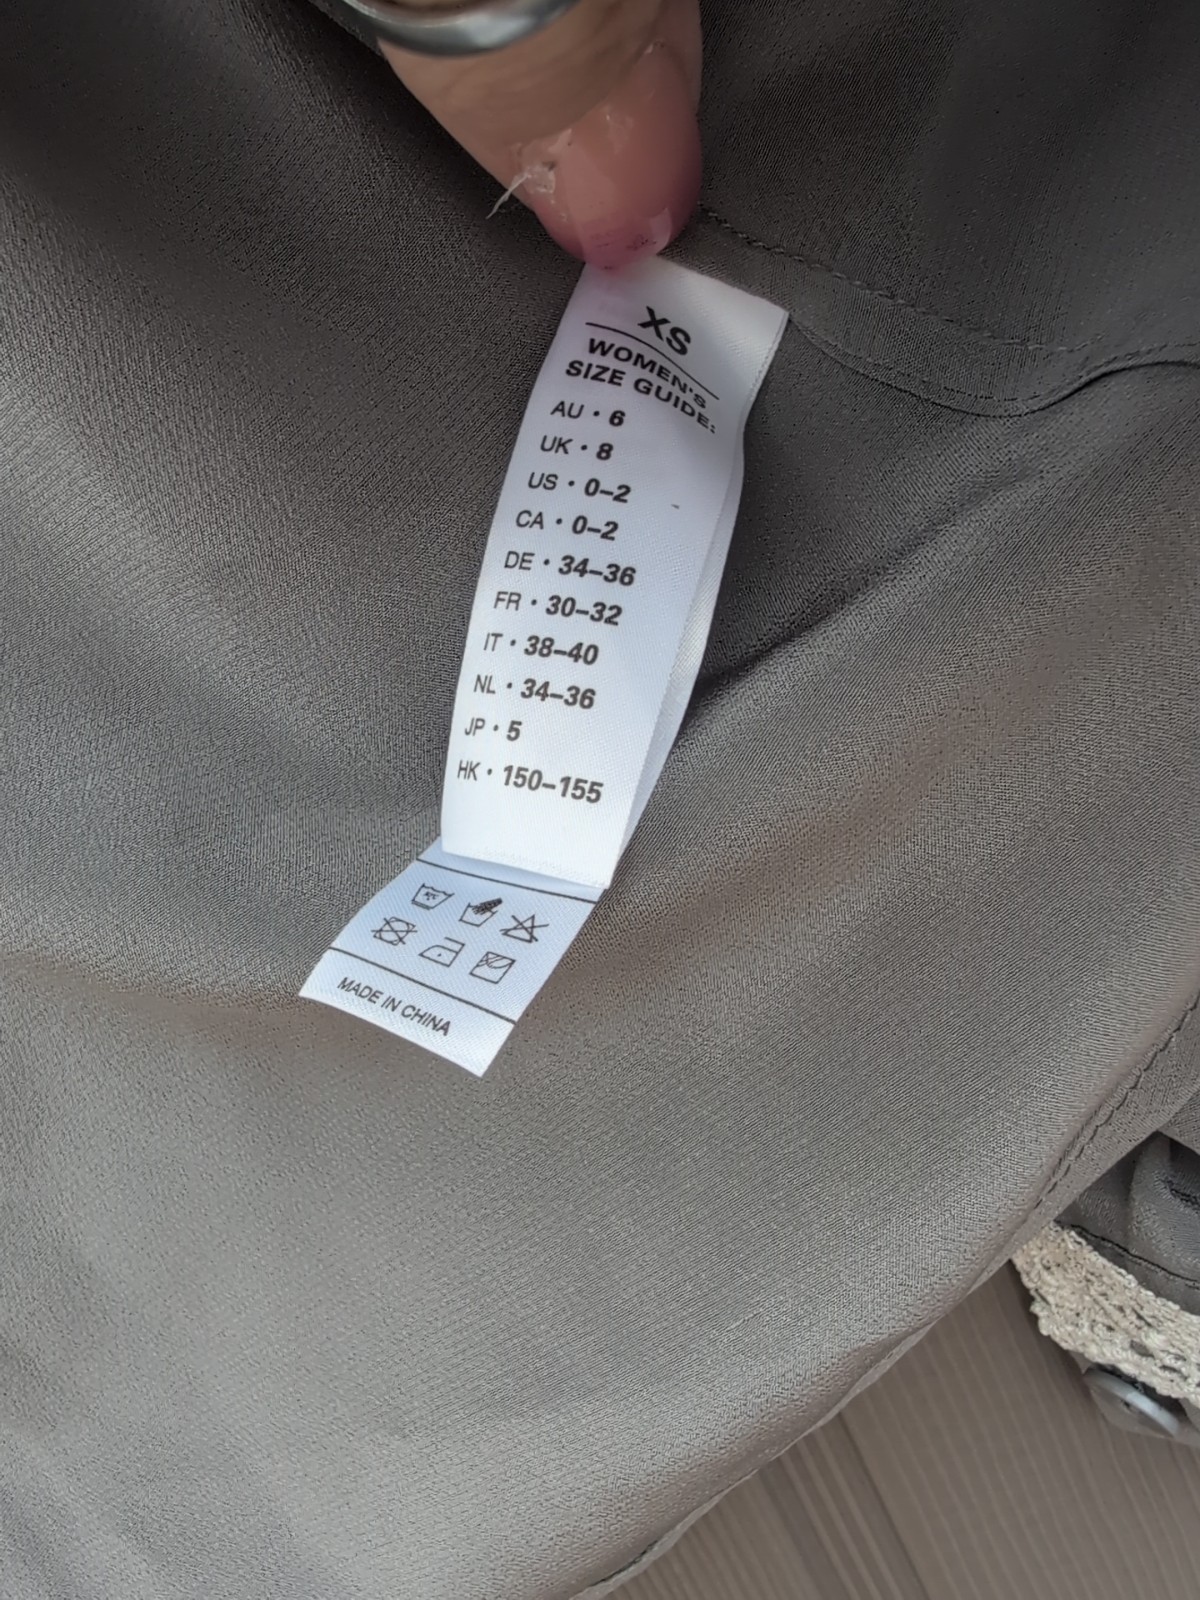 XS
WOMEN'S
SIZE GUIDE:
AU • 6
UK • 8
US • 0–2
CA • 0–2
DE • 34–36
FR • 30–32
IT • 38–40
NL • 34–36
JP • 5
HK • 150–155
MADE IN CHINA